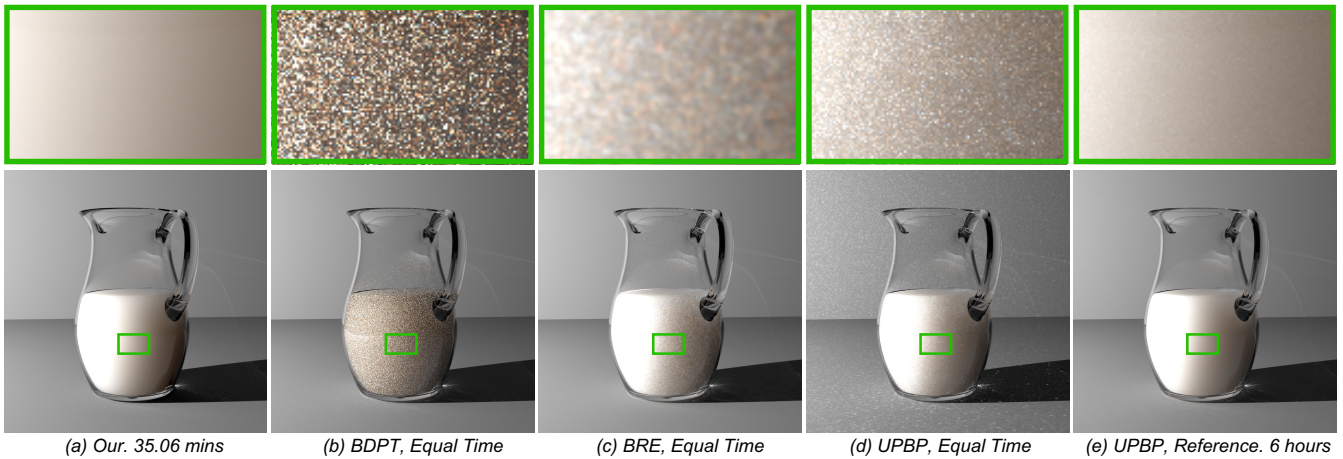 (a) Our. 35.06 mins
(b) BDPT, Equal Time
(c) BRE, Equal Time
(d) UPBP, Equal Time
(e) UPBP, Reference. 6 hours